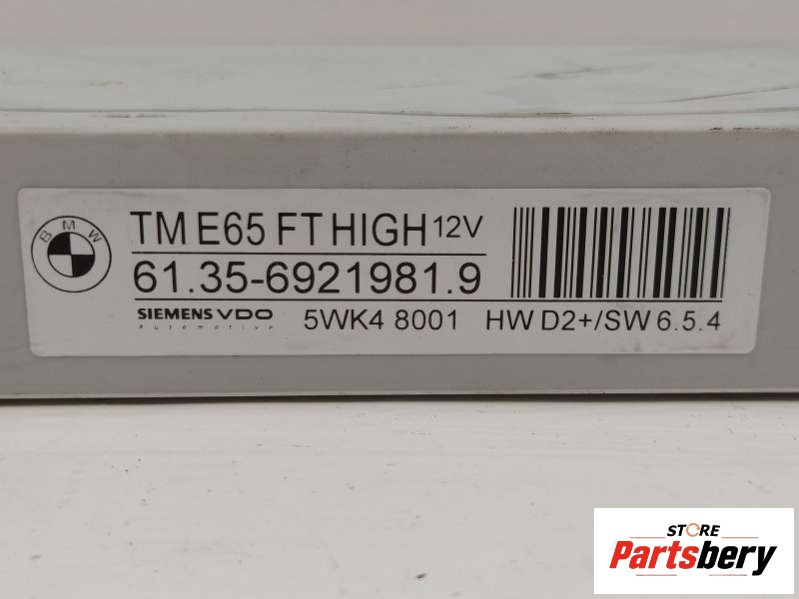 BMW
TM E65 FT HIGH 12V
61.35-6921981.9
SIEMENS VDO
Automotive
5WK4 8001 HW D2+/SW 6.5.4
STORE
Partsbery